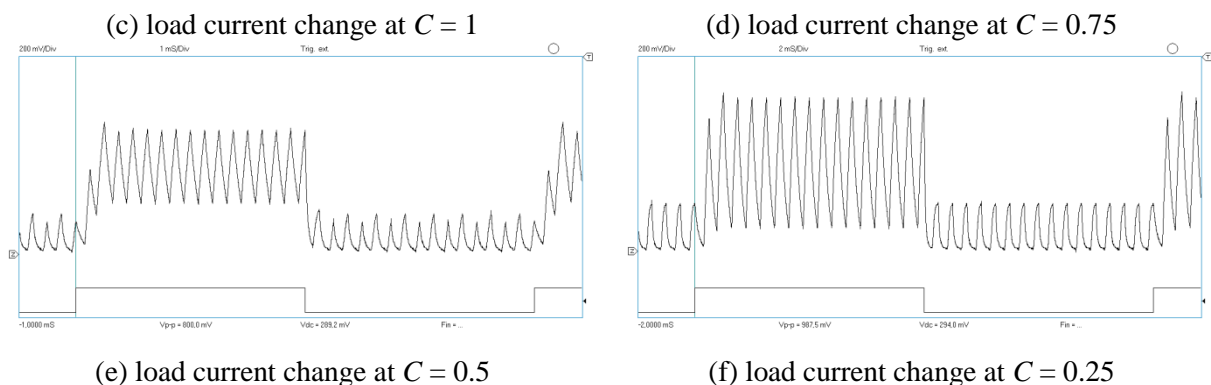 (c) load current change at C = 1
(d) load current change at C = 0.75
200 mV/Div 1 mS/Div Trig. ext.
200 mV/Div 2 mS/Div Trig. ext.
T
T
-1.0000 mS Vp-p = 800.0 mV Vdc = 289.2 mV Fin = ...
-2.0000 mS Vp-p = 987.5 mV Vdc = 294.0 mV Fin = ...
(e) load current change at C = 0.5
(f) load current change at C = 0.25